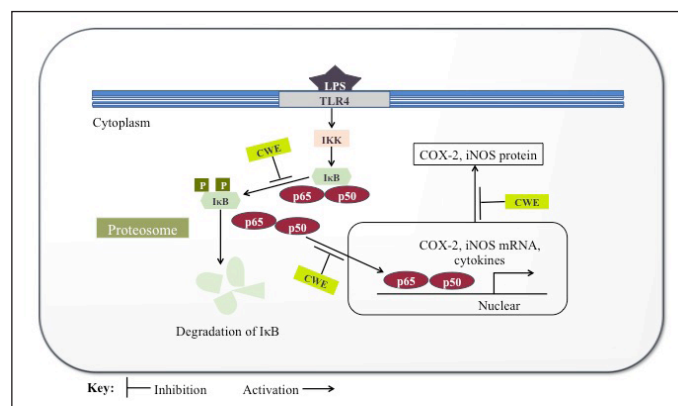 LPS
TLR4
Cytoplasm
IKK
CWE
IκB
p65 p50
P P
IκB
p65 p50
Proteosome
CWE
Degradation of IκB
COX-2, iNOS protein
CWE
COX-2, iNOS mRNA,
cytokines
p65 p50
Nuclear
Key: Inhibition Activation